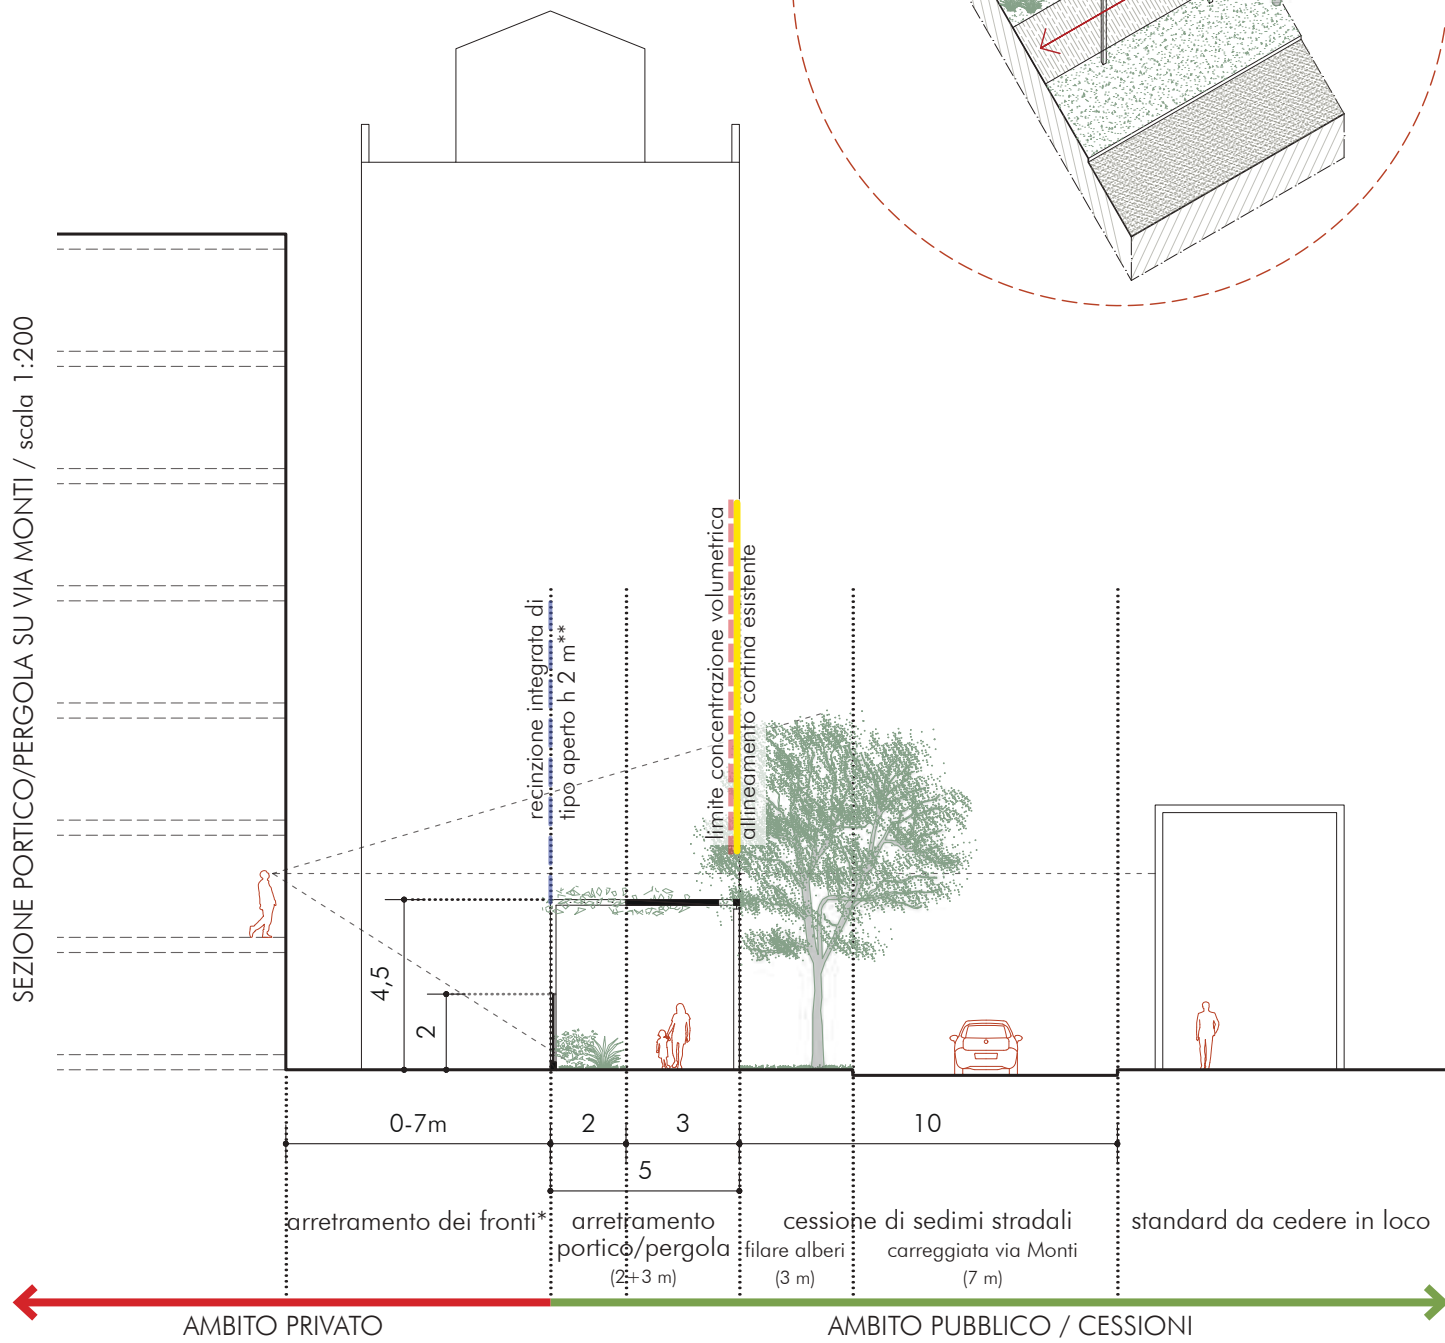 SEZIONE PORTICO/PERGOLA SU VIA MONTI / scala 1:200
recinzione integrata di
tipo aperto h 2 m**
limite concentrazione volumetrica
allineamento cortina esistente
4,5
2
0-7m
2
3
10
5
arretramento dei fronti*
arretramento
portico/pergola
(2+3 m)
cessione di sedimi stradali
filare alberi
(3 m)
carreggiata via Monti
(7 m)
standard da cedere in loco
AMBITO PRIVATO
AMBITO PUBBLICO / CESSIONI